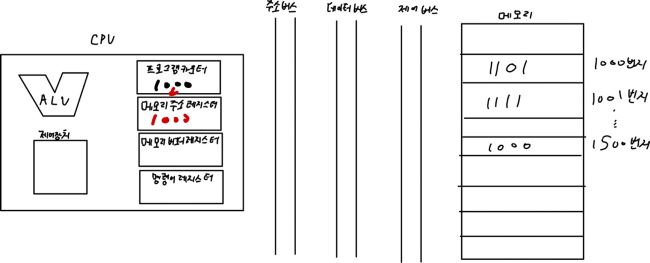 주소버스 데이터버스 제어버스 메모리
CPU
프로그램카운터
1000
1101 1000번지
ALU
메모리 주소 레지스터
1000
1111 1001번지
제어장치
메모리 버퍼 레지스터
1000 1500번지
명령어 레지스터